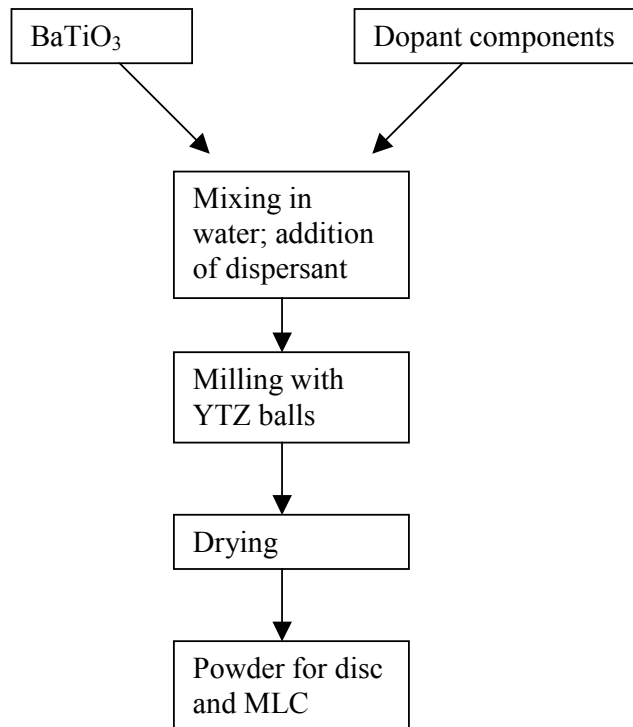 BaTiO₃
Dopant components
Mixing in
water; addition
of dispersant
Milling with
YTZ balls
Drying
Powder for disc
and MLC